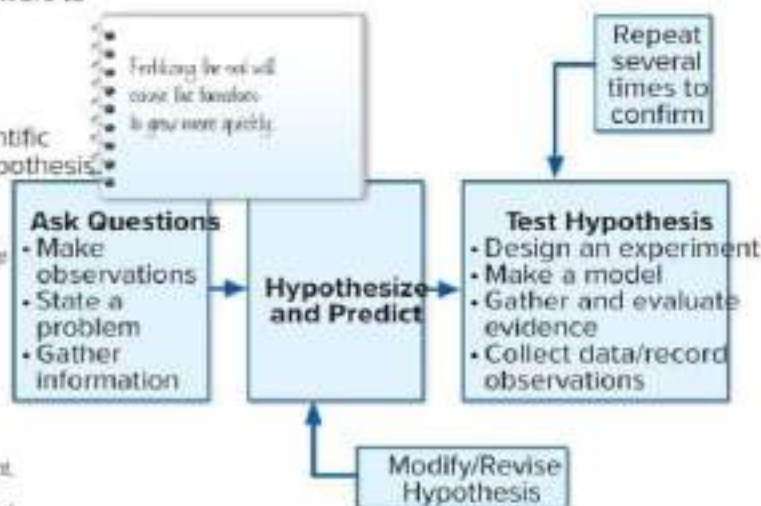 Fertilizing the soil will
cause the tomatoes
to grow more quickly.
Repeat
several
times to
confirm
ntific
pothesis.
Ask Questions
• Make
observations
• State a
problem
• Gather
information
Hypothesize
and Predict
Test Hypothesis
• Design an experiment
• Make a model
• Gather and evaluate
evidence
• Collect data/record
observations
Modify/Revise
Hypothesis